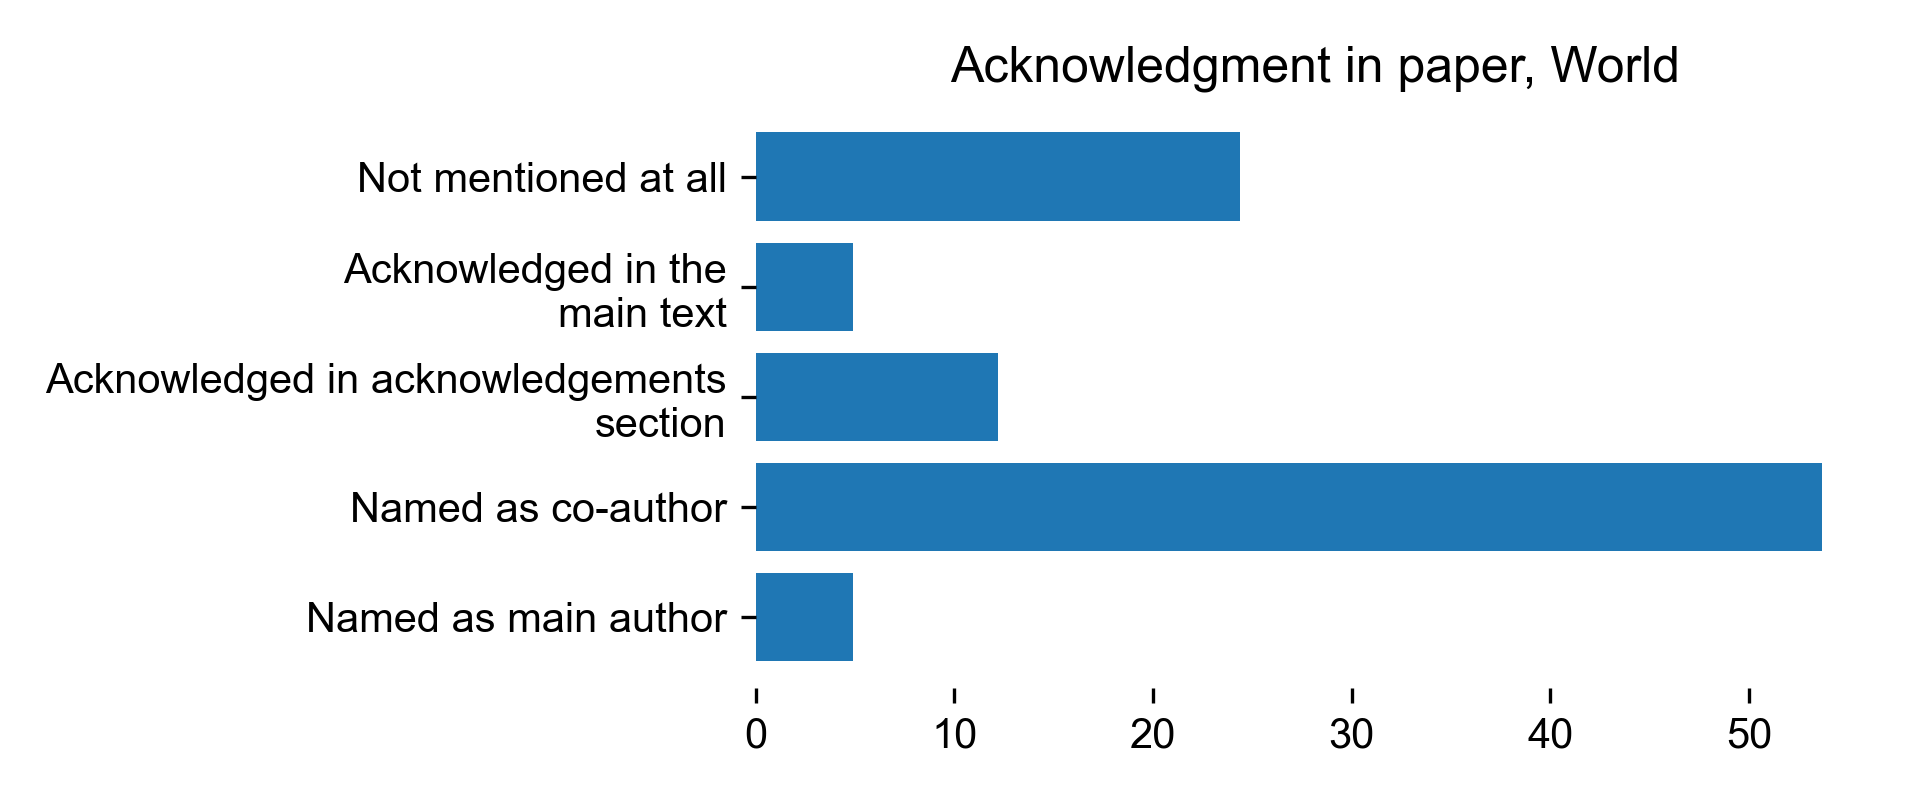 Acknowledgment in paper, World
Not mentioned at all
Acknowledged in the
main text
Acknowledged in acknowledgements
section
Named as co-author
Named as main author
0 10 20 30 40 50